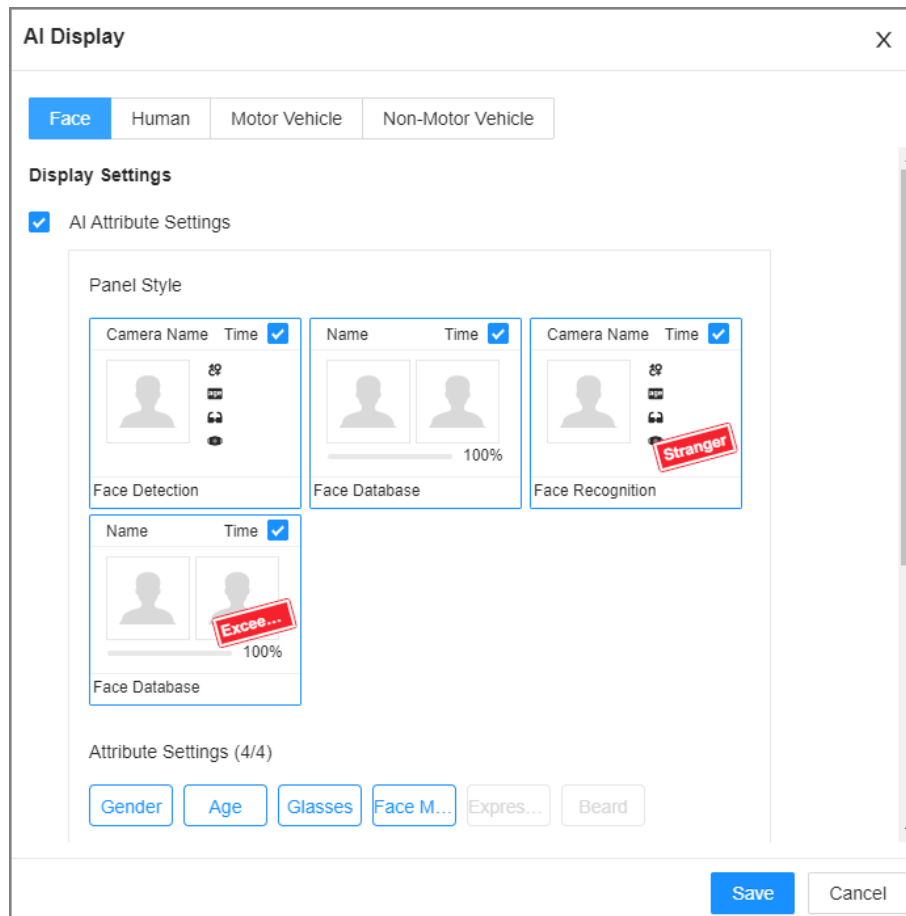 AI Display
X
Face Human Motor Vehicle Non-Motor Vehicle
Display Settings
AI Attribute Settings
Panel Style
Camera Name Time
Name Time
Camera Name Time
age
age
100%
Stranger
Face Detection
Face Database
Face Recognition
Name Time
Excee...
100%
Face Database
Attribute Settings (4/4)
Gender Age Glasses Face M... Expres... Beard
Save Cancel